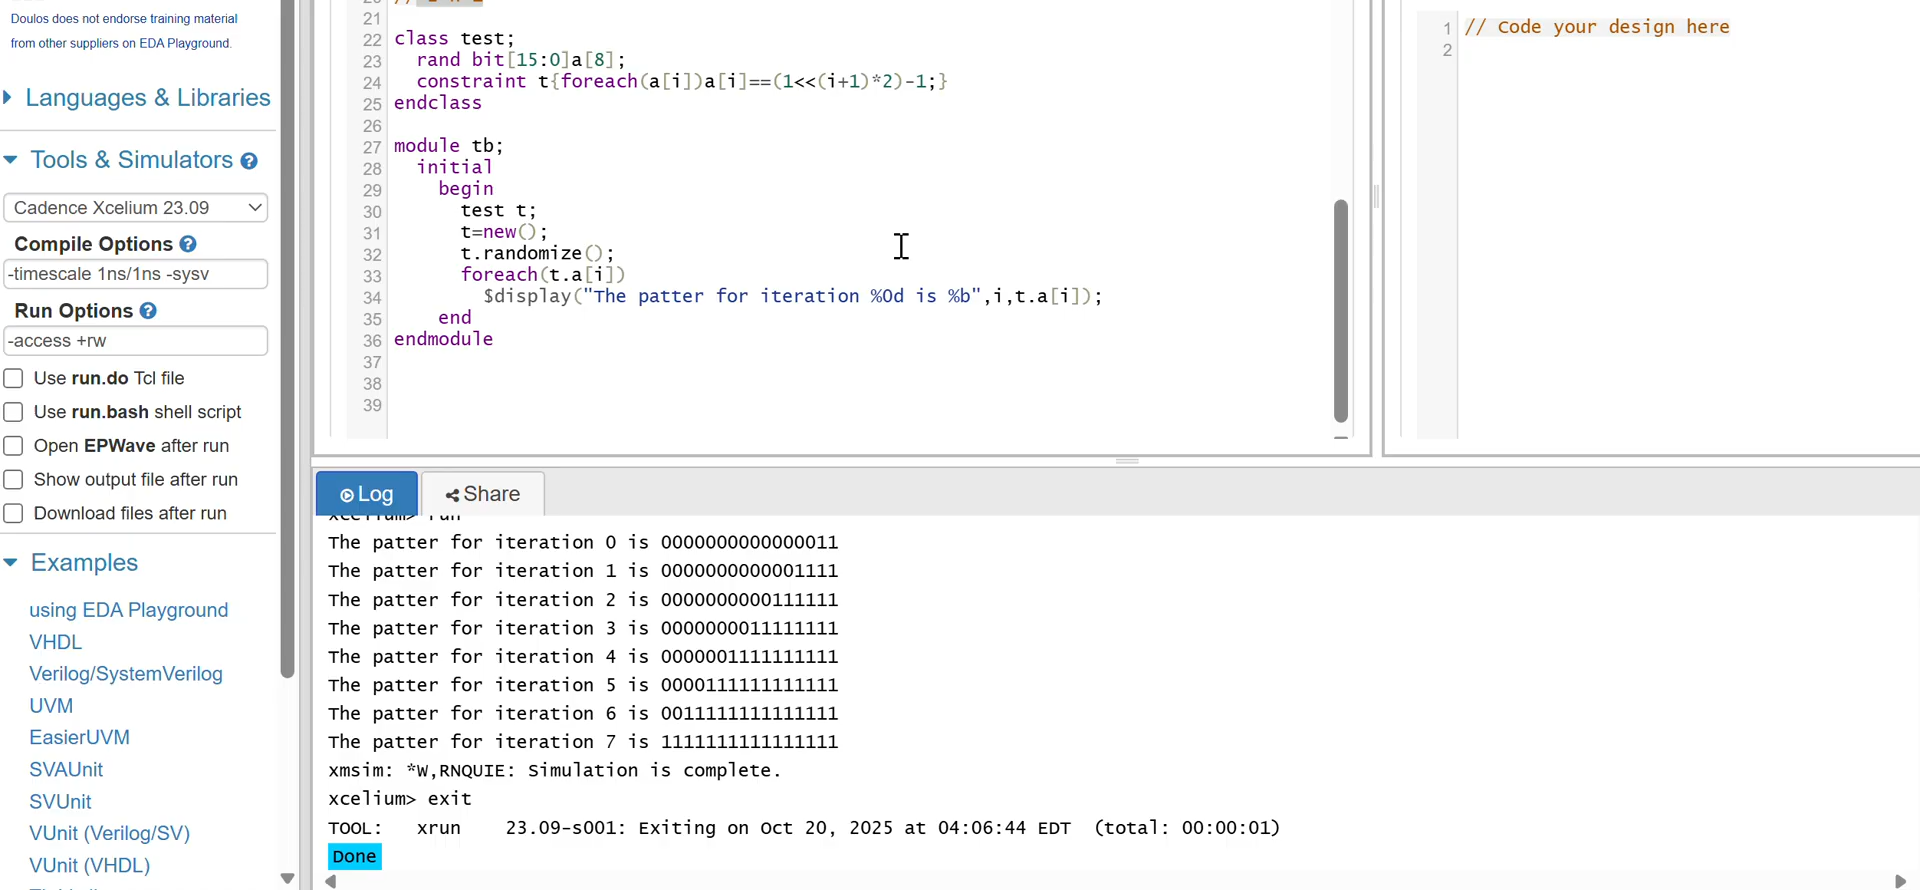 Doulos does not endorse training material
from other suppliers on EDA Playground.
Languages & Libraries
Tools & Simulators
Cadence Xcelium 23.09
Compile Options
-timescale 1ns/1ns -sysv
Run Options
-access +rw
Use run.do Tcl file
Use run.bash shell script
Open EPWave after run
Show output file after run
Download files after run
Examples
using EDA Playground
VHDL
Verilog/SystemVerilog
UVM
EasierUVM
SVAUnit
SVUnit
VUnit (Verilog/SV)
VUnit (VHDL)
21
22 class test;
23 rand bit[15:0]a[8];
24 constraint t{foreach(a[i])a[i]==(1<<(i+1)*2)-1;}
25 endclass
26
27 module tb;
28 initial
29 begin
30 test t;
31 t=new();
32 t.randomize();
33 foreach(t.a[i])
34 $display("The patter for iteration %0d is %b",i,t.a[i]);
35 end
36 endmodule
37
38
39
1 // Code your design here
2
Log
Share
xcelium> run
The patter for iteration 0 is 0000000000000011
The patter for iteration 1 is 0000000000001111
The patter for iteration 2 is 0000000000111111
The patter for iteration 3 is 0000000011111111
The patter for iteration 4 is 0000001111111111
The patter for iteration 5 is 0000111111111111
The patter for iteration 6 is 0011111111111111
The patter for iteration 7 is 1111111111111111
xmsim: *W,RNQUIE: Simulation is complete.
xcelium> exit
TOOL: xrun 23.09-s001: Exiting on Oct 20, 2025 at 04:06:44 EDT (total: 00:00:01)
Done